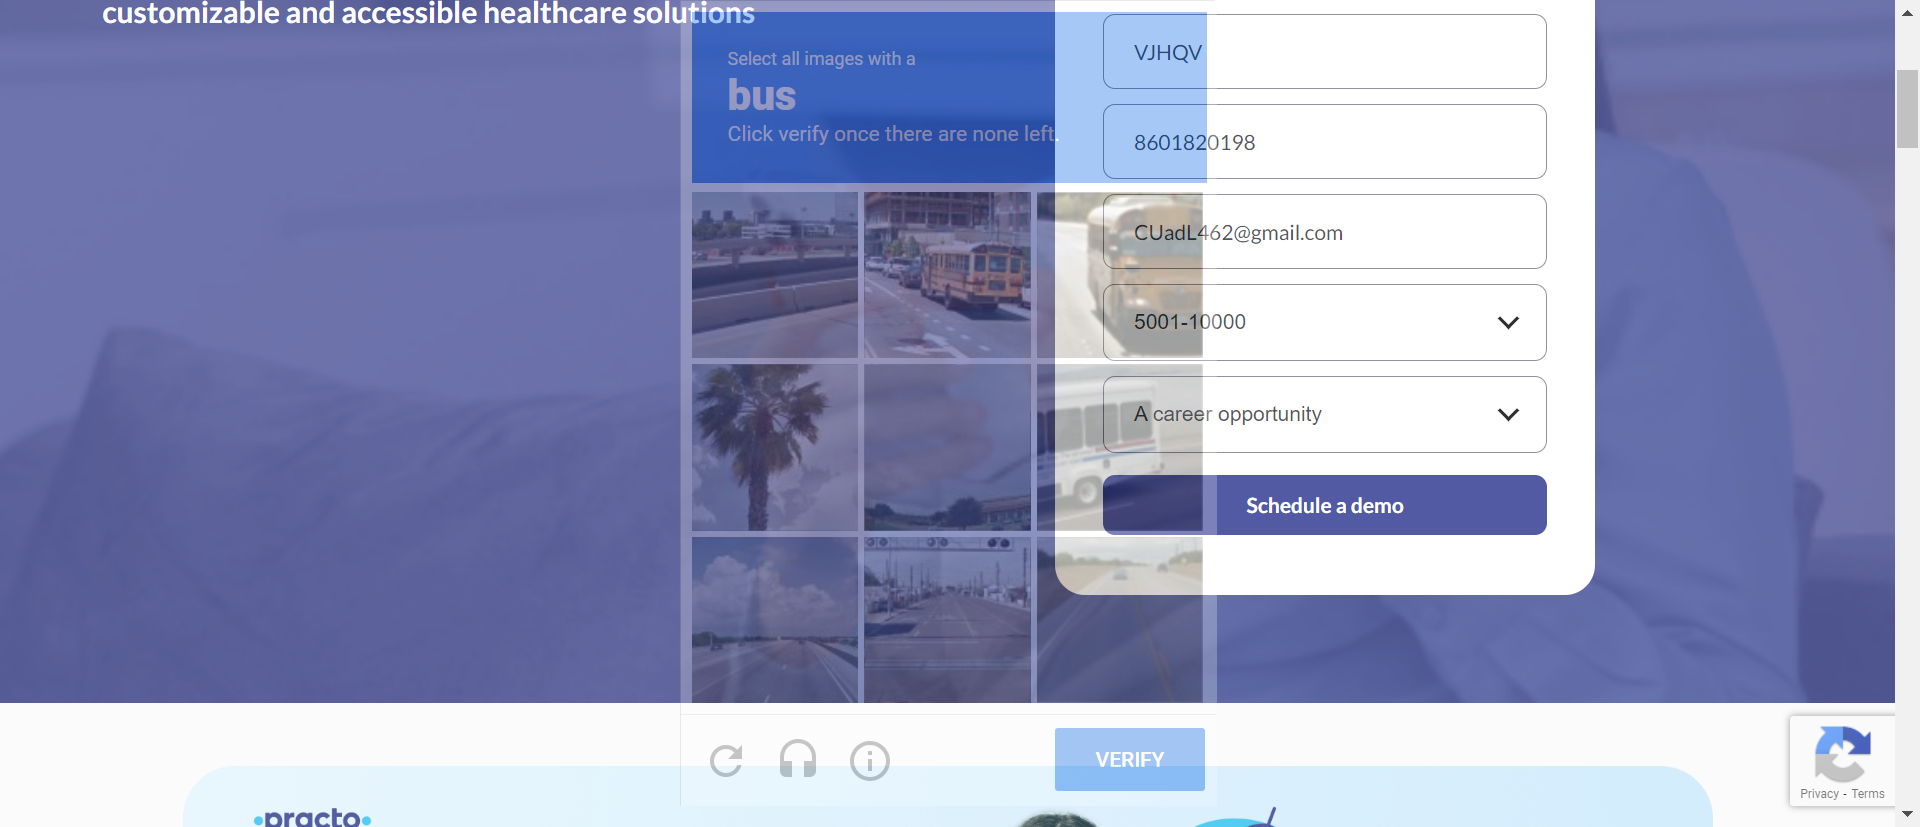 customizable and accessible healthcare solutions
Select all images with a
bus
Click verify once there are none left.
VJHQV
8601820198
CUadL462@gmail.com
5001-10000
A career opportunity
Schedule a demo
VERIFY
Privacy - Terms
practo